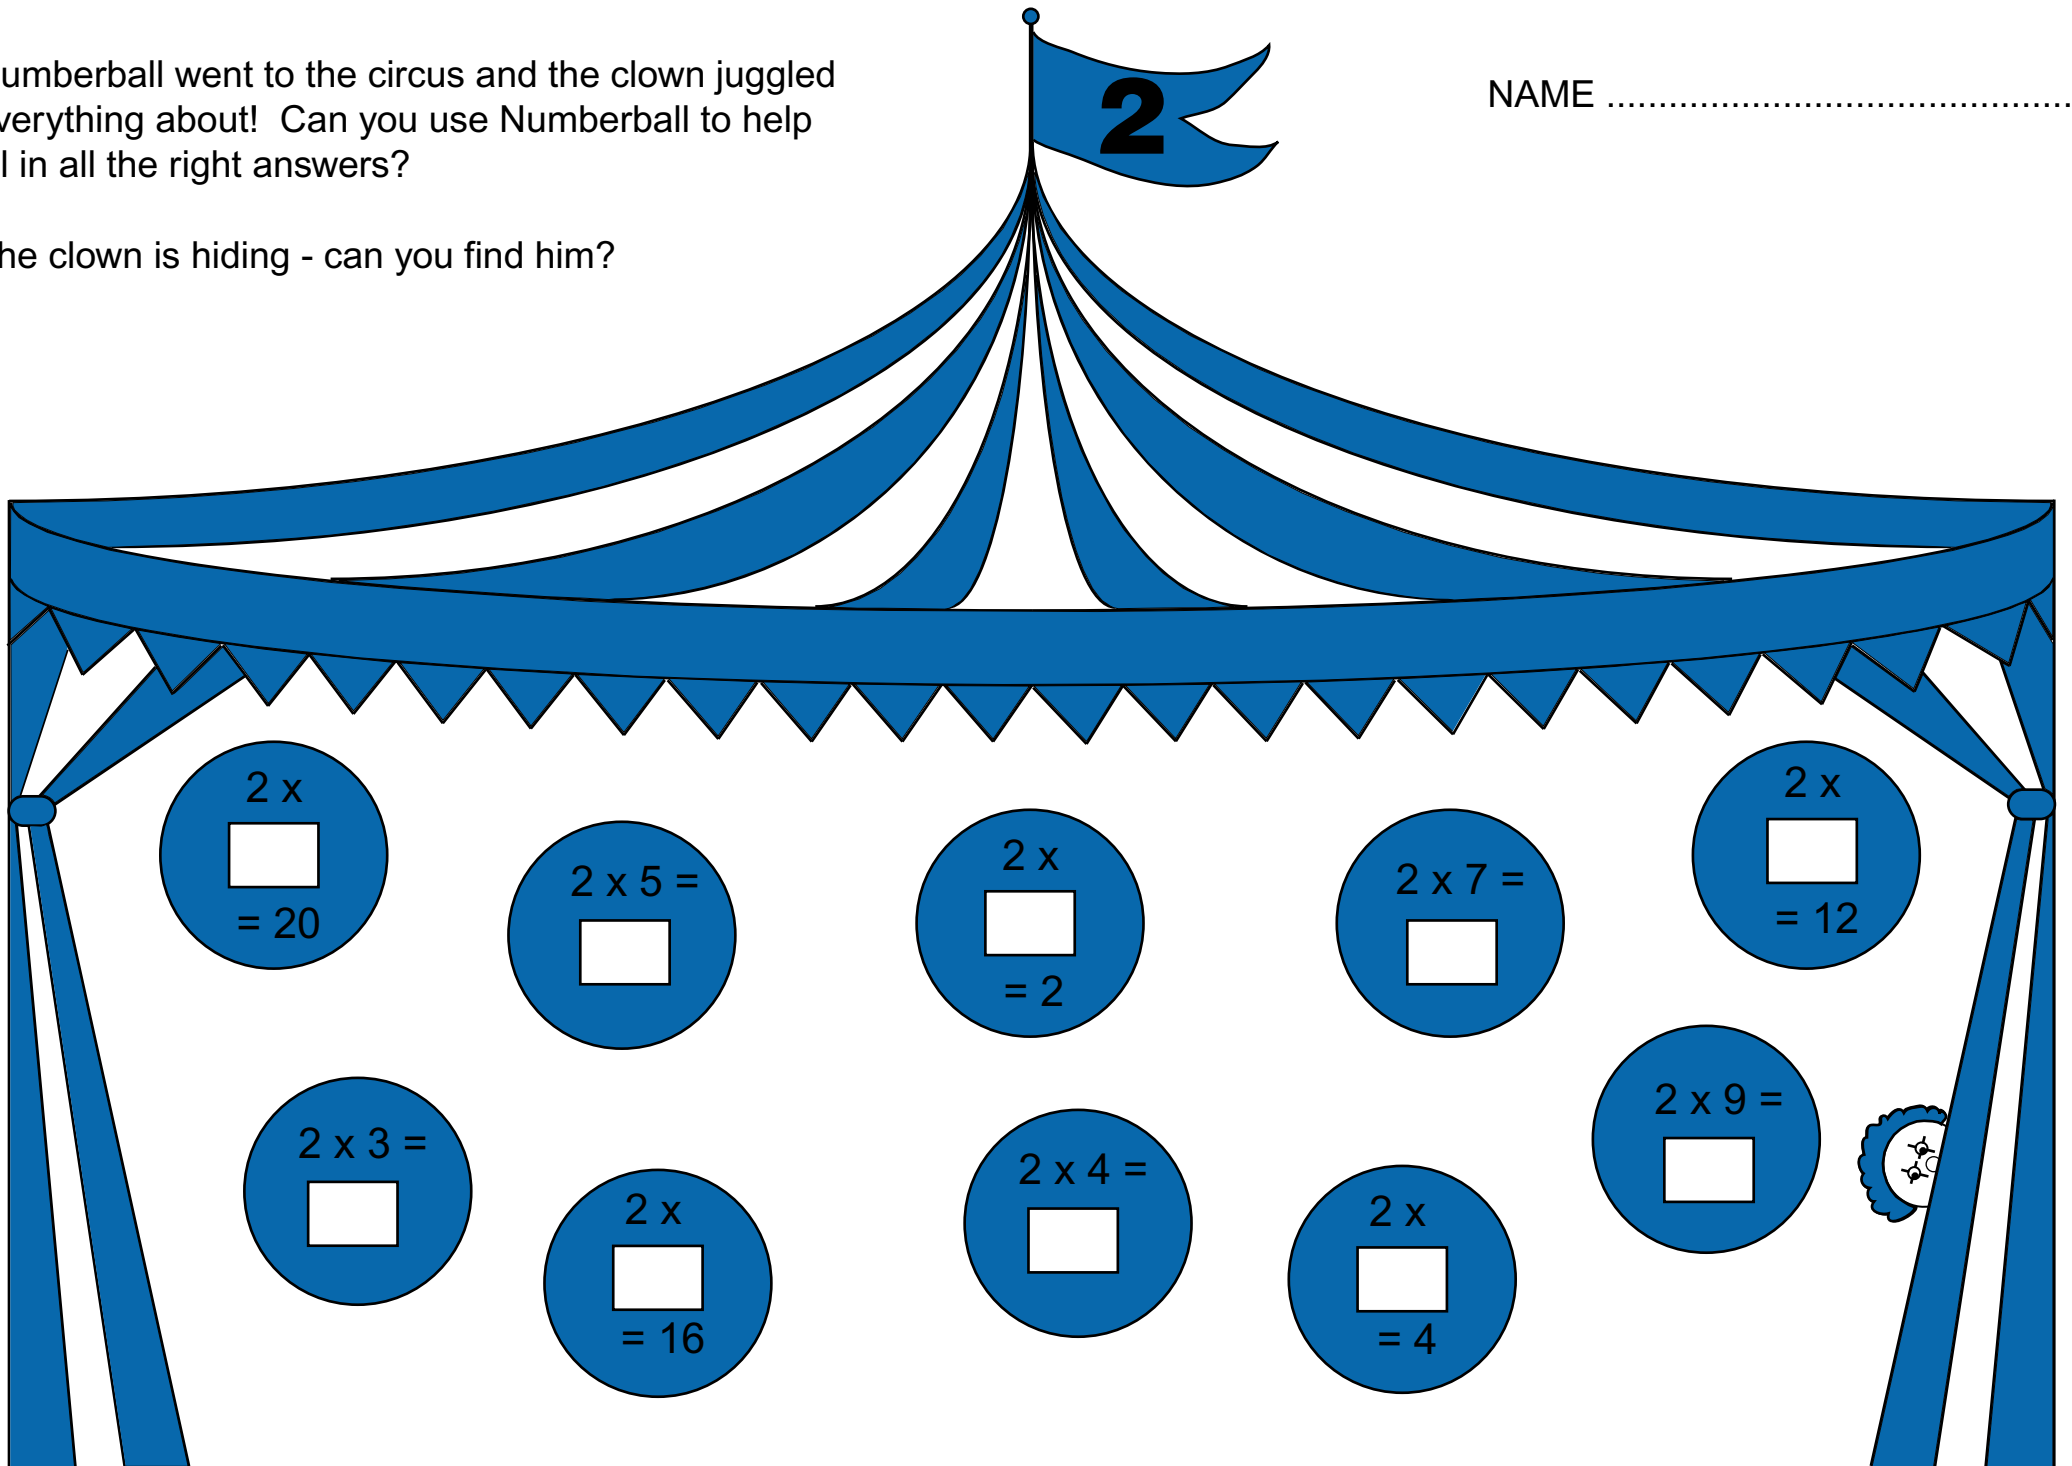 umberball went to the circus and the clown juggled
verything about! Can you use Numberball to help
l in all the right answers?
he clown is hiding - can you find him?
2
NAME .............................................
2 x
= 20
2 x 5 =
2 x
= 2
2 x 7 =
2 x
= 12
2 x 3 =
2 x
= 16
2 x 4 =
2 x
= 4
2 x 9 =